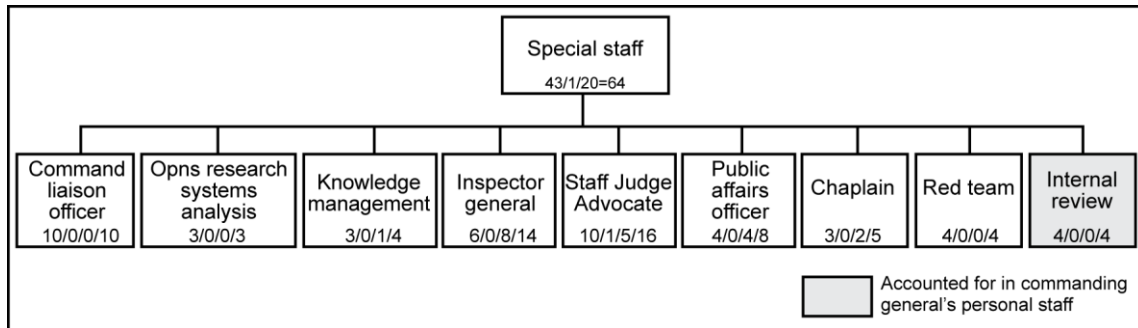 Special staff
43/1/20=64
Command
liaison
officer
10/0/0/10
Opns research
systems
analysis
3/0/0/3
Knowledge
management
3/0/1/4
Inspector
general
6/0/8/14
Staff Judge
Advocate
10/1/5/16
Public
affairs
officer
4/0/4/8
Chaplain
3/0/2/5
Red team
4/0/0/4
Internal
review
4/0/0/4
Accounted for in commanding
general’s personal staff